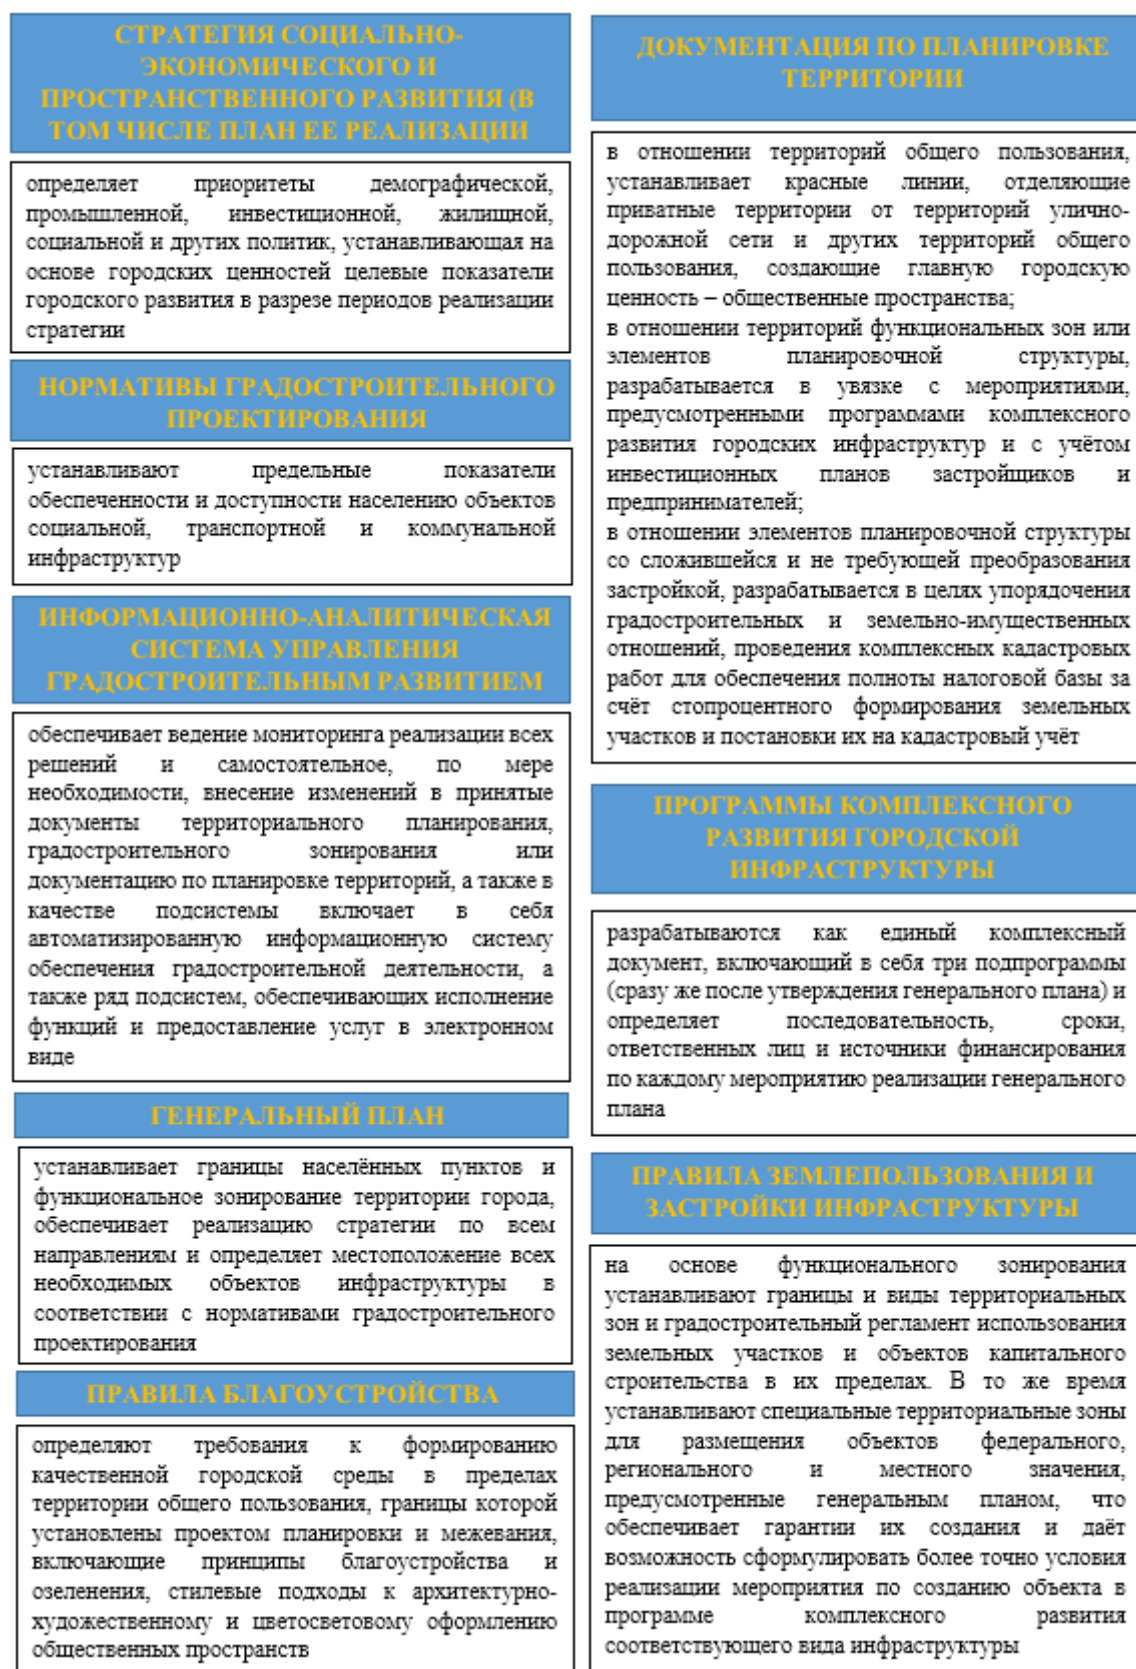 СТРАТЕГИЯ СОЦИАЛЬНО-
ЭКОНОМИЧЕСКОГО И
ПРОСТРАНСТВЕННОГО РАЗВИТИЯ (В
ТОМ ЧИСЛЕ ПЛАН ЕЕ РЕАЛИЗАЦИИ
определяет приоритеты демографической,
промышленной, инвестиционной, жилищной,
социальной и других политик, устанавливающая на
основе городских ценностей целевые показатели
городского развития в разрезе периодов реализации
стратегии
НОРМАТИВЫ ГРАДОСТРОИТЕЛЬНОГО
ПРОЕКТИРОВАНИЯ
устанавливают предельные показатели
обеспеченности и доступности населению объектов
социальной, транспортной и коммунальной
инфраструктур
ИНФОРМАЦИОННО-АНАЛИТИЧЕСКАЯ
СИСТЕМА УПРАВЛЕНИЯ
ГРАДОСТРОИТЕЛЬНЫМ РАЗВИТИЕМ
обеспечивает ведение мониторинга реализации всех
решений и самостоятельное, по мере
необходимости, внесение изменений в принятые
документы территориального планирования,
градостроительного зонирования или
документацию по планировке территорий, а также в
качестве подсистемы включает в себя
автоматизированную информационную систему
обеспечения градостроительной деятельности, а
также ряд подсистем, обеспечивающих исполнение
функций и предоставление услуг в электронном
виде
ГЕНЕРАЛЬНЫЙ ПЛАН
устанавливает границы населённых пунктов и
функциональное зонирование территории города,
обеспечивает реализацию стратегии по всем
направлениям и определяет местоположение всех
необходимых объектов инфраструктуры в
соответствии с нормативами градостроительного
проектирования
ПРАВИЛА БЛАГОУСТРОЙСТВА
определяют требования к формированию
качественной городской среды в пределах
территории общего пользования, границы которой
установлены проектом планировки и межевания,
включающие принципы благоустройства и
озеленения, стилевые подходы к архитектурно-
художественному и цветосветовому оформлению
общественных пространств
ДОКУМЕНТАЦИЯ ПО ПЛАНИРОВКЕ
ТЕРРИТОРИИ
в отношении территорий общего пользования,
устанавливает красные линии, отделяющие
приватные территории от территорий улично-
дорожной сети и других территорий общего
пользования, создающие главную городскую
ценность – общественные пространства;
в отношении территорий функциональных зон или
элементов планировочной структуры,
разрабатывается в увязке с мероприятиями,
предусмотренными программами комплексного
развития городских инфраструктур и с учётом
инвестиционных планов застройщиков и
предпринимателей;
в отношении элементов планировочной структуры
со сложившейся и не требующей преобразования
застройкой, разрабатывается в целях упорядочения
градостроительных и земельно-имущественных
отношений, проведения комплексных кадастровых
работ для обеспечения полноты налоговой базы за
счёт стопроцентного формирования земельных
участков и постановки их на кадастровый учёт
ПРОГРАММЫ КОМПЛЕКСНОГО
РАЗВИТИЯ ГОРОДСКОЙ
ИНФРАСТРУКТУРЫ
разрабатываются как единый комплексный
документ, включающий в себя три подпрограммы
(сразу же после утверждения генерального плана) и
определяет последовательность, сроки,
ответственных лиц и источники финансирования
по каждому мероприятию реализации генерального
плана
ПРАВИЛА ЗЕМЛЕПОЛЬЗОВАНИЯ И
ЗАСТРОЙКИ ИНФРАСТРУКТУРЫ
на основе функционального зонирования
устанавливают границы и виды территориальных
зон и градостроительный регламент использования
земельных участков и объектов капитального
строительства в их пределах. В то же время
устанавливают специальные территориальные зоны
для размещения объектов федерального,
регионального и местного значения,
предусмотренные генеральным планом, что
обеспечивает гарантии их создания и даёт
возможность сформулировать более точно условия
реализации мероприятия по созданию объекта в
программе комплексного развития
соответствующего вида инфраструктуры